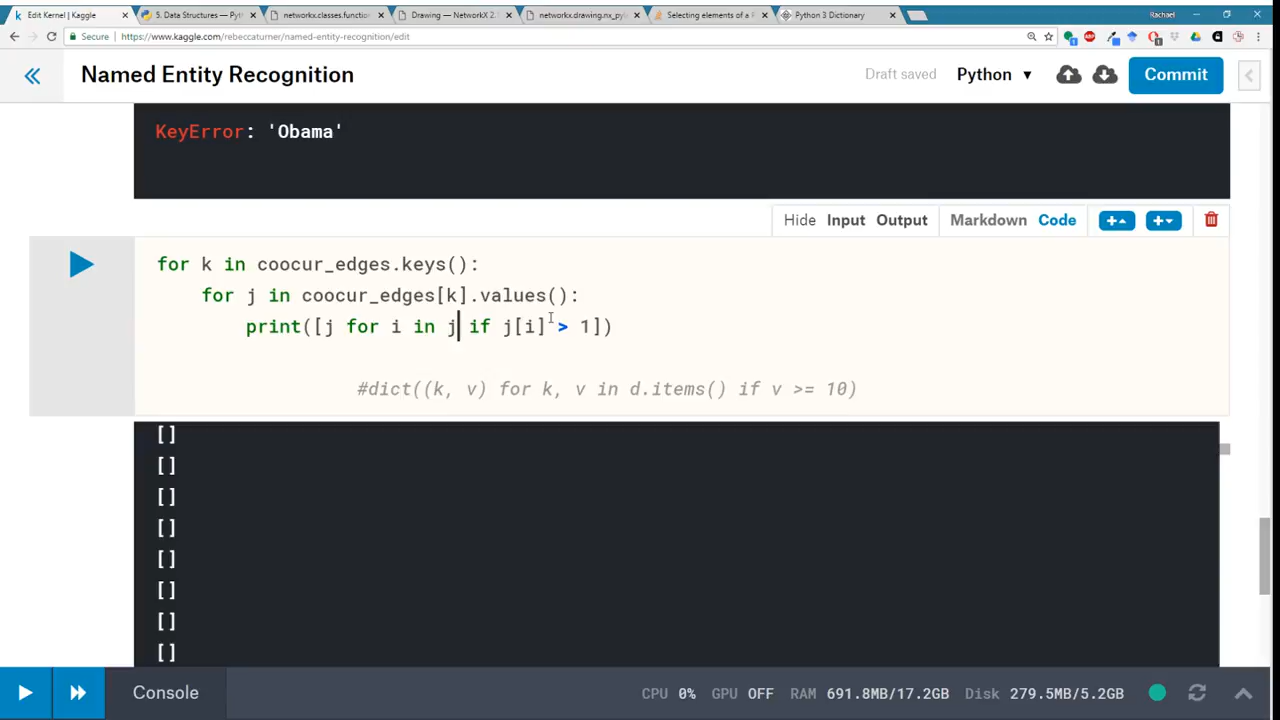 Edit Kernel | Kaggle
5. Data Structures — Pyth
networkx.classes.function
Drawing — NetworkX 2.
networkx.drawing.nx_pyl
Selecting elements of a P
Python 3 Dictionary
Rachael
Secure | https://www.kaggle.com/rebeccaturner/named-entity-recognition/edit
Named Entity Recognition
Draft saved
Python
Commit
KeyError: 'Obama'
Hide Input Output
Markdown Code
for k in coocur_edges.keys():
for j in coocur_edges[k].values():
print([j for i in j if j[i] > 1])
#dict((k, v) for k, v in d.items() if v >= 10)
[]
[]
[]
[]
[]
[]
[]
[]
Console
CPU 0% GPU OFF RAM 691.8MB/17.2GB Disk 279.5MB/5.2GB